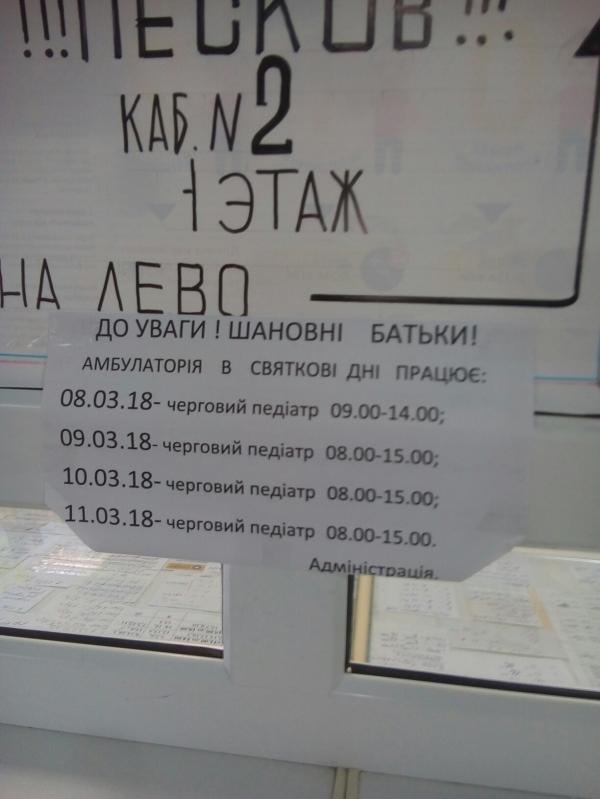 !!!ПЕСКОВ!!!
КАБ. N 2
1 ЭТАЖ
НА ЛЕВО
ДО УВАГИ ! ШАНОВНІ БАТЬКИ!
АМБУЛАТОРІЯ В СВЯТКОВІ ДНІ ПРАЦЮЄ:
08.03.18- черговий педіатр 09.00-14.00;
09.03.18- черговий педіатр 08.00-15.00;
10.03.18- черговий педіатр 08.00-15.00;
11.03.18- черговий педіатр 08.00-15.00.
Адміністрація.